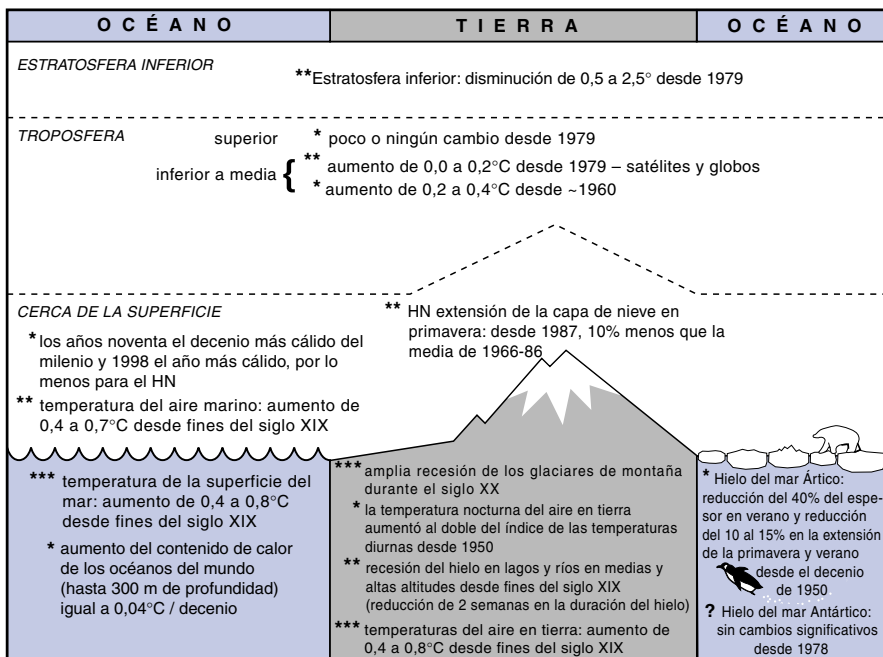 OCÉANO
TIERRA
OCÉANO
ESTRATOSFERA INFERIOR
**Estratosfera inferior: disminución de 0,5 a 2,5° desde 1979
TROPOSFERA
superior * poco o ningún cambio desde 1979
inferior a media { ** aumento de 0,0 a 0,2°C desde 1979 – satélites y globos
* aumento de 0,2 a 0,4°C desde ~1960
CERCA DE LA SUPERFICIE
* los años noventa el decenio más cálido del
milenio y 1998 el año más cálido, por lo
menos para el HN
** temperatura del aire marino: aumento de
0,4 a 0,7°C desde fines del siglo XIX
** HN extensión de la capa de nieve en
primavera: desde 1987, 10% menos que la
media de 1966-86
*** temperatura de la superficie del
mar: aumento de 0,4 a 0,8°C
desde fines del siglo XIX
* aumento del contenido de calor
de los océanos del mundo
(hasta 300 m de profundidad)
igual a 0,04°C / decenio
*** amplia recesión de los glaciares de montaña
durante el siglo XX
* la temperatura nocturna del aire en tierra
aumentó al doble del índice de las temperaturas
diurnas desde 1950
** recesión del hielo en lagos y ríos en medias y
altas altitudes desde fines del siglo XIX
(reducción de 2 semanas en la duración del hielo)
*** temperaturas del aire en tierra: aumento de
0,4 a 0,8°C desde fines del siglo XIX
* Hielo del mar Ártico:
reducción del 40% del espe-
sor en verano y reducción
del 10 al 15% en la extensión
de la primavera y verano
desde el decenio
de 1950
? Hielo del mar Antártico:
sin cambios significativos
desde 1978